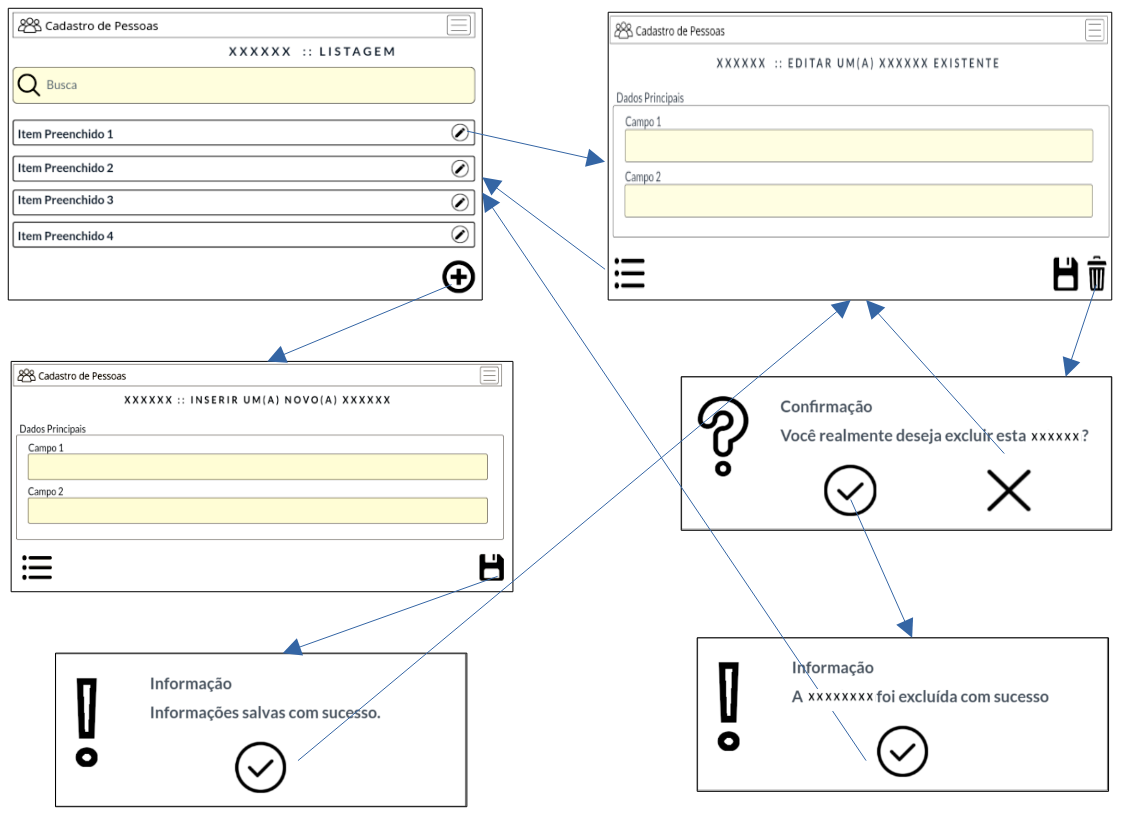 Cadastro de Pessoas
XXXXXX :: LISTAGEM
Busca
Item Preenchido 1
Item Preenchido 2
Item Preenchido 3
Item Preenchido 4
Cadastro de Pessoas
XXXXXX :: EDITAR UM(A) XXXXXX EXISTENTE
Dados Principais
Campo 1
Campo 2
Cadastro de Pessoas
XXXXXX :: INSERIR UM(A) NOVO(A) XXXXXX
Dados Principais
Campo 1
Campo 2
Confirmação
Você realmente deseja excluir esta xxxxxx ?
Informação
Informações salvas com sucesso.
Informação
A xxxxxxxx foi excluída com sucesso